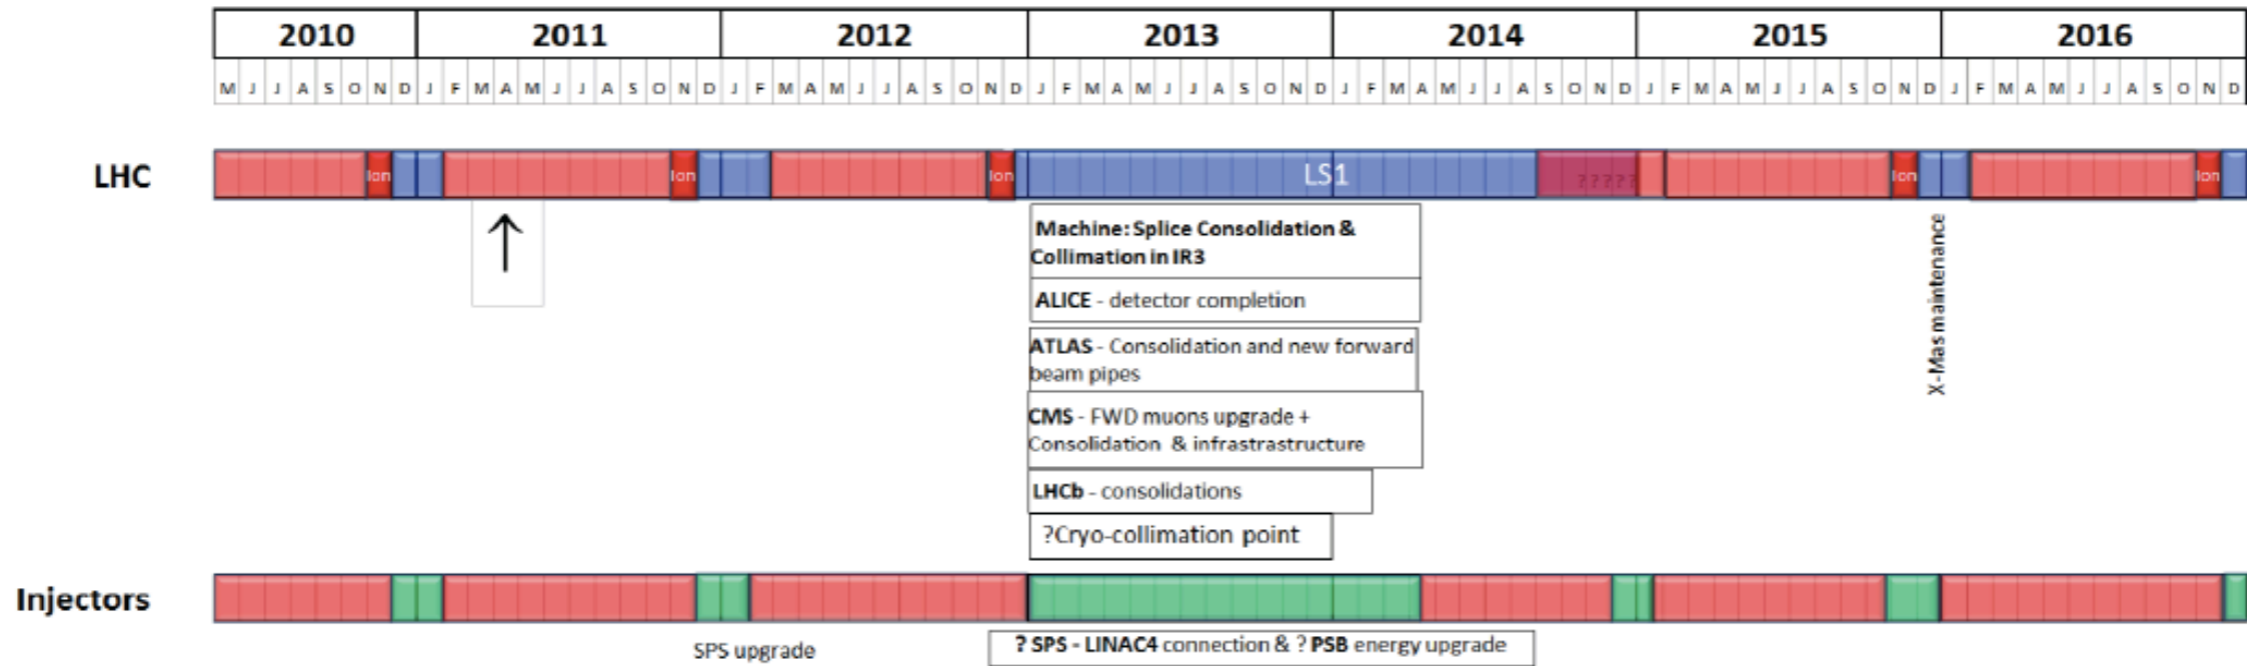 2010 2011 2012 2013 2014 2015 2016
M J J A S O N D J F M A M J J A S O N D J F M A M J J A S O N D J F M A M J J A S O N D J F M A M J J A S O N D J F M A M J J A S O N D J F M A M J J A S O N D
LHC Ion Ion Ion LS1 ????? Ion Ion
Machine: Splice Consolidation &
Collimation in IR3
ALICE - detector completion
ATLAS - Consolidation and new forward
beam pipes
CMS - FWD muons upgrade +
Consolidation & infrastrastructure
LHCb - consolidations
?Cryo-collimation point
X-Mas maintenance
Injectors
SPS upgrade
? SPS - LINAC4 connection & ? PSB energy upgrade